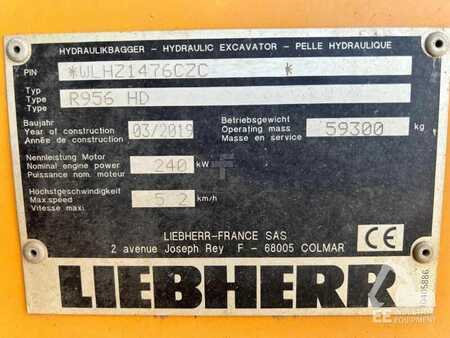 HYDRAULIKBAGGER - HYDRAULIC EXCAVATOR - PELLE HYDRAULIQUE
PIN *WLHZ1476CZC *
Typ
Type R956 HD
Type
Baujahr
Year of construction 03/2019
Année de construction
Betriebsgewicht
Operating mass 59300 kg
Masse en service
Nennleistung Motor
Nominal engine power 240 kW
Puissance nom. moteur
Höchstgeschwindigkeit
Max.speed 5.2 km/h
Vitesse maxi
LIEBHERR-FRANCE SAS
2 avenue Joseph Rey F - 68005 COLMAR
CE
LIEBHERR